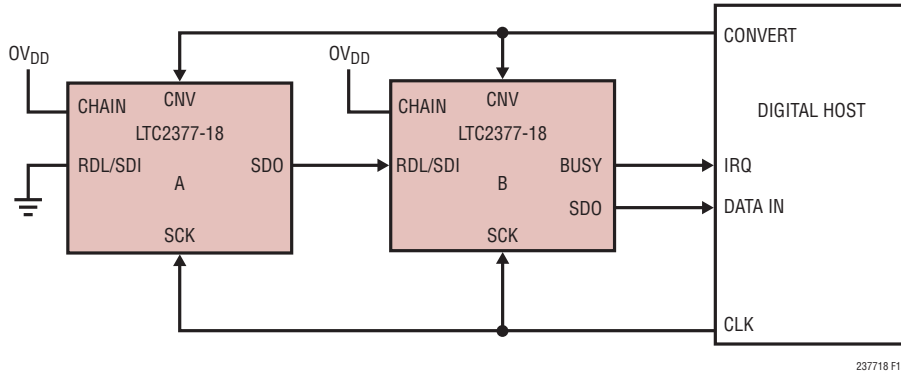 CONVERT
OVDD
OVDD
CHAIN
CNV
CHAIN
CNV
DIGITAL HOST
LTC2377-18
LTC2377-18
RDL/SDI
SDO
RDL/SDI
BUSY
IRQ
A
B
SDO
DATA IN
SCK
SCK
CLK
237718 F1